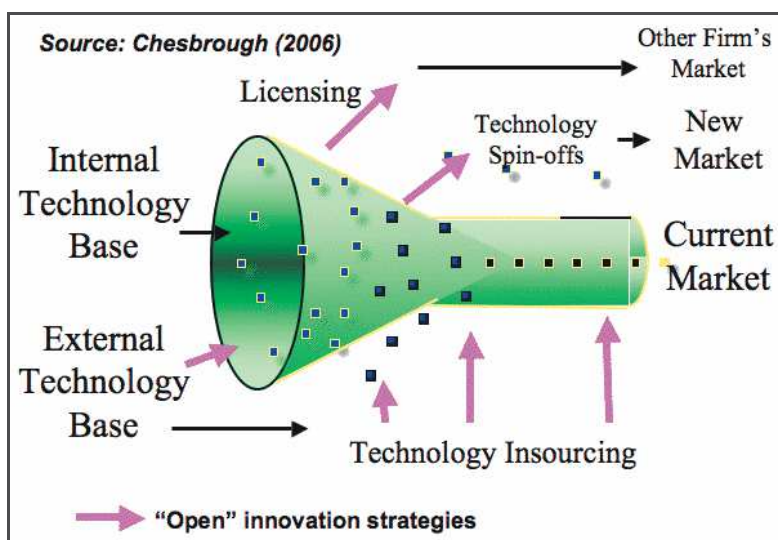 Source: Chesbrough (2006)
Other Firm's
Market
Licensing
Technology
Spin-offs
New
Market
Internal
Technology
Base
Current
Market
External
Technology
Base
Technology Insourcing
“Open” innovation strategies